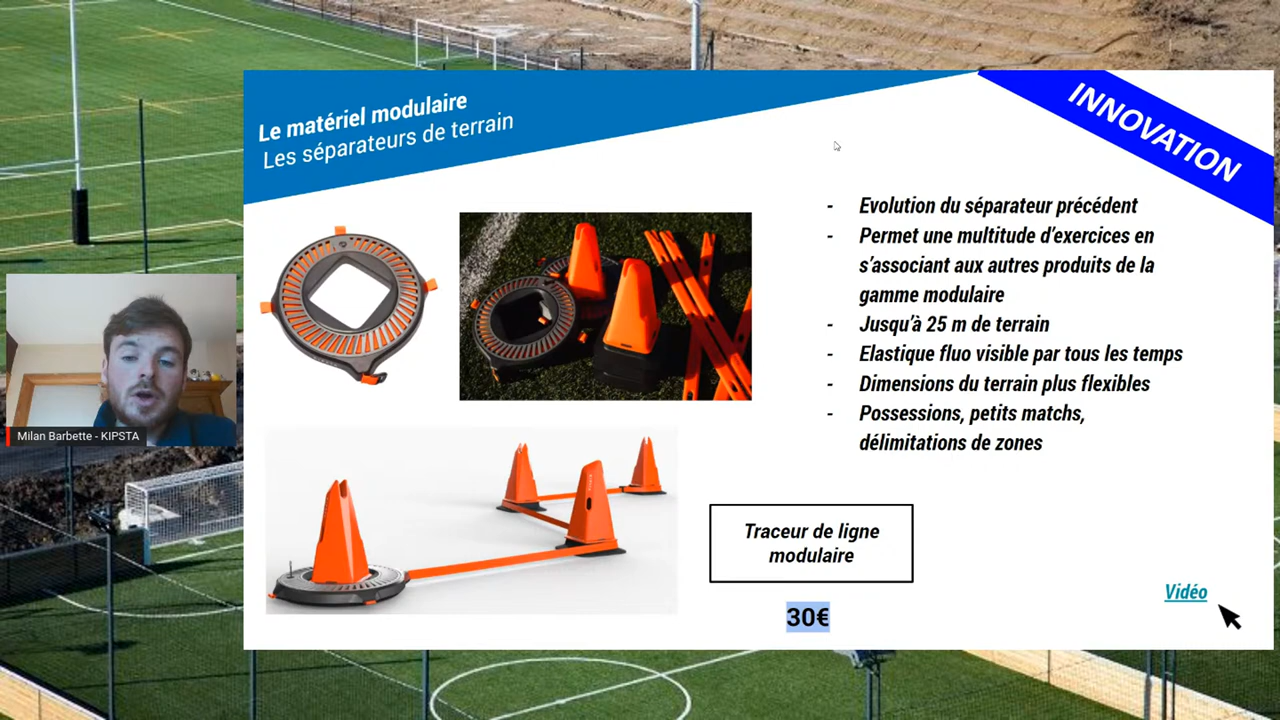 Le matériel modulaire
Les séparateurs de terrain
INNOVATION
- Evolution du séparateur précédent
- Permet une multitude d'exercices en
s'associant aux autres produits de la
gamme modulaire
- Jusqu'à 25 m de terrain
- Elastique fluo visible par tous les temps
- Dimensions du terrain plus flexibles
- Possessions, petits matchs,
délimitations de zones
Milan Barbette - KIPSTA
Traceur de ligne
modulaire
30€
Vidéo